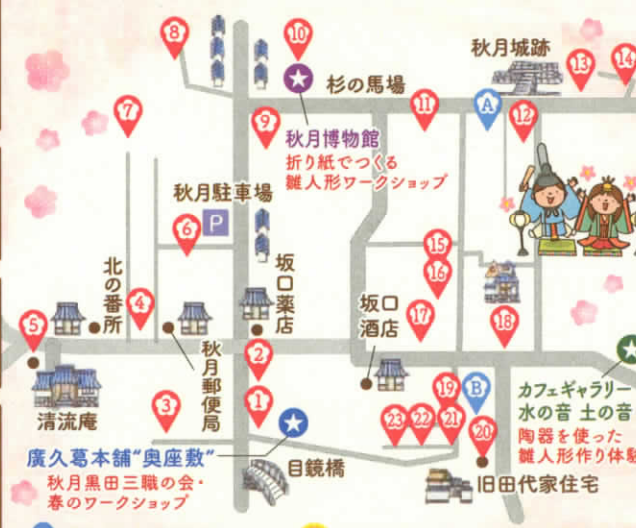 8
10
秋月城跡
13
14
杉の馬場
7
9
11
A
12
秋月博物館
折り紙でつくる
雛人形ワークショップ
秋月駐車場
P
6
15
16
北の番所
坂口薬店
坂口
酒店
5
4
17
18
秋月郵便局
2
清流庵
3
1
19
B
カフェギャラリー
水の音 土の音
23
22
21
20
陶器を使った
雛人形作り体験
廣久葛本舗“奥座敷”
秋月黒田三職の会・
春のワークショップ
目鏡橋
旧田代家住宅